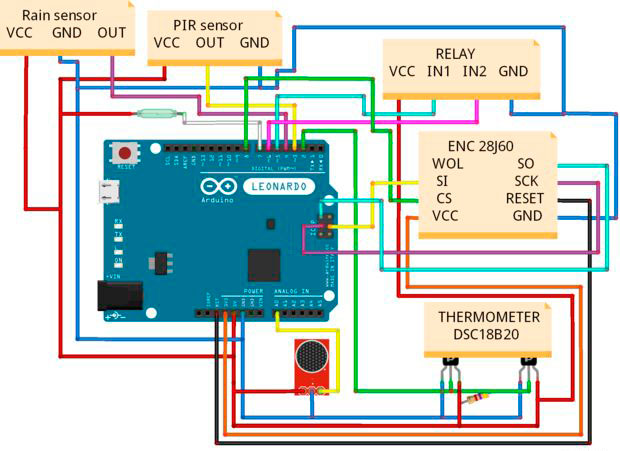 Rain sensor
VCC GND OUT
PIR sensor
VCC OUT GND
RELAY
VCC IN1 IN2 GND
ENC 28J60
WOL SO
SI SCK
CS RESET
VCC GND
RESET
DIGITAL (PWM~)
LEONARDO
Arduino
RX
TX
ON
+VIN
POWER ANALOG IN
THERMOMETER
DSC18B20